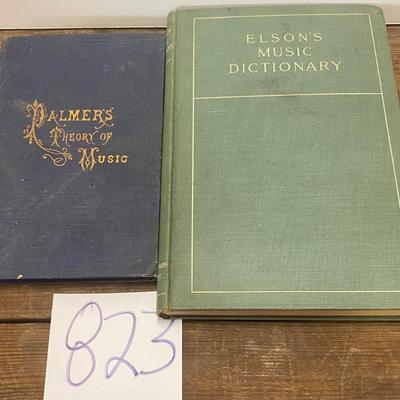 PALMER'S
THEORY OF
MUSIC
ELSON'S
MUSIC
DICTIONARY
823